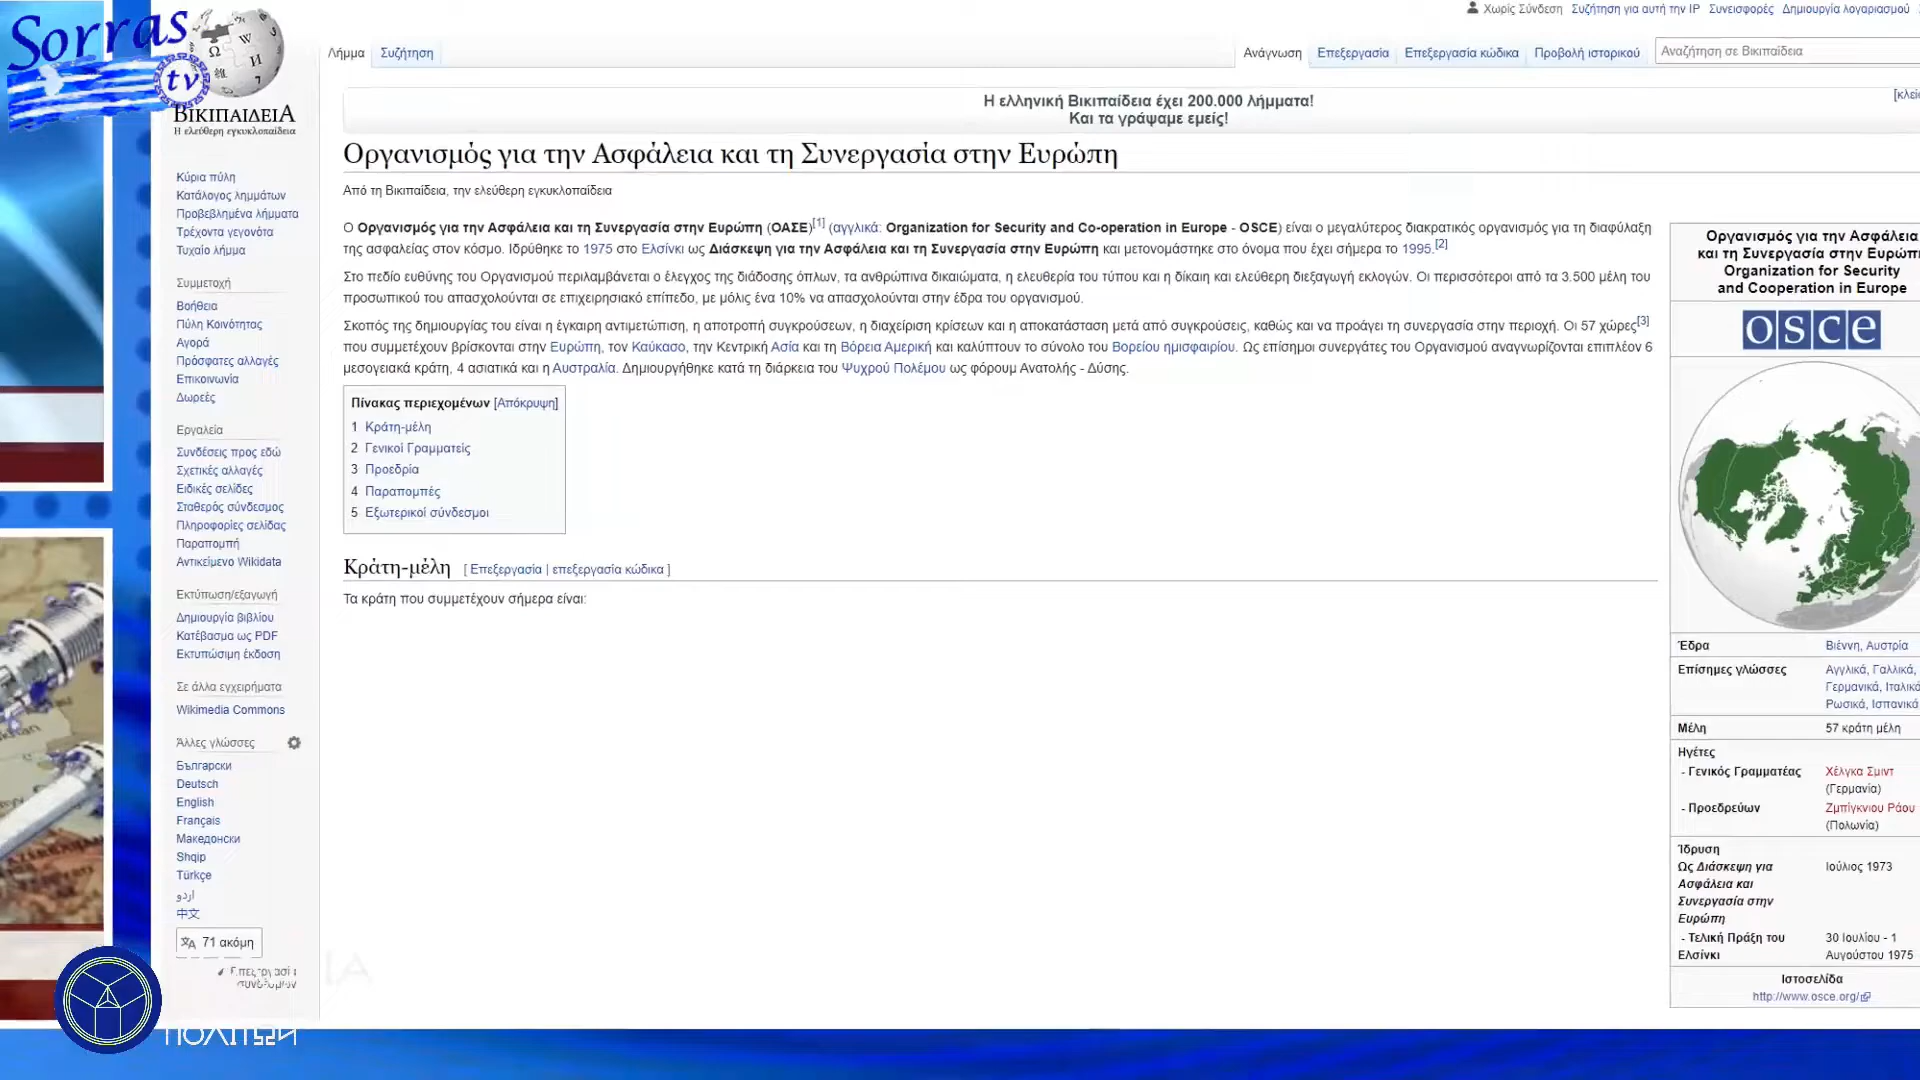 Sorras
tv
ΒΙΚΙΠΑΙΔΕΙΑ
Η ελεύθερη εγκυκλοπαίδεια
Χωρίς Σύνδεση Συζήτηση για αυτή την IP Συνεισφορές Δημιουργία λογαριασμού
Λήμμα Συζήτηση Ανάγνωση Επεξεργασία Επεξεργασία κώδικα Προβολή ιστορικού Αναζήτηση σε Βικιπαίδεια
Η ελληνική Βικιπαίδεια έχει 200.000 λήμματα!
Και τα γράψαμε εμείς!
Οργανισμός για την Ασφάλεια και τη Συνεργασία στην Ευρώπη
Από τη Βικιπαίδεια, την ελεύθερη εγκυκλοπαίδεια
Ο Οργανισμός για την Ασφάλεια και τη Συνεργασία στην Ευρώπη (ΟΑΣΕ)[1] (αγγλικά: Organization for Security and Co-operation in Europe - OSCE) είναι ο μεγαλύτερος διακρατικός οργανισμός για τη διαφύλαξη
της ασφαλείας στον κόσμο. Ιδρύθηκε το 1975 στο Ελσίνκι ως Διάσκεψη για την Ασφάλεια και τη Συνεργασία στην Ευρώπη και μετονομάστηκε στο όνομα που έχει σήμερα το 1995.[2]
Στο πεδίο ευθύνης του Οργανισμού περιλαμβάνεται ο έλεγχος της διάδοσης όπλων, τα ανθρώπινα δικαιώματα, η ελευθερία του τύπου και η δίκαιη και ελεύθερη διεξαγωγή εκλογών. Οι περισσότεροι από τα 3.500 μέλη του
προσωπικού του απασχολούνται σε επιχειρησιακό επίπεδο, με μόλις ένα 10% να απασχολούνται στην έδρα του οργανισμού.
Σκοπός της δημιουργίας του είναι η έγκαιρη αντιμετώπιση, η αποτροπή συγκρούσεων, η διαχείριση κρίσεων και η αποκατάσταση μετά από συγκρούσεις, καθώς και να προάγει τη συνεργασία στην περιοχή. Οι 57 χώρες[3]
που συμμετέχουν βρίσκονται στην Ευρώπη, τον Καύκασο, την Κεντρική Ασία και τη Βόρεια Αμερική και καλύπτουν το σύνολο του Βορείου ημισφαιρίου. Ως επίσημοι συνεργάτες του Οργανισμού αναγνωρίζονται επιπλέον 6
μεσογειακά κράτη, 4 ασιατικά και η Αυστραλία. Δημιουργήθηκε κατά τη διάρκεια του Ψυχρού Πολέμου ως φόρουμ Ανατολής - Δύσης.
Πίνακας περιεχομένων [Απόκρυψη]
1 Κράτη-μέλη
2 Γενικοί Γραμματείς
3 Προεδρία
4 Παραπομπές
5 Εξωτερικοί σύνδεσμοι
Κράτη-μέλη [ Επεξεργασία | επεξεργασία κώδικα ]
Τα κράτη που συμμετέχουν σήμερα είναι:
Κύρια πύλη
Κατάλογος λημμάτων
Προβεβλημένα λήμματα
Τρέχοντα γεγονότα
Τυχαίο λήμμα
Συμμετοχή
Βοήθεια
Πύλη Κοινότητας
Αγορά
Πρόσφατες αλλαγές
Επικοινωνία
Δωρεές
Εργαλεία
Συνδέσεις προς εδώ
Σχετικές αλλαγές
Ειδικές σελίδες
Σταθερός σύνδεσμος
Πληροφορίες σελίδας
Παραπομπή
Αντικείμενο Wikidata
Εκτύπωση/εξαγωγή
Δημιουργία βιβλίου
Κατέβασμα ως PDF
Εκτυπώσιμη έκδοση
Σε άλλα εγχειρήματα
Wikimedia Commons
Άλλες γλώσσες
Български
Deutsch
English
Français
Македонски
Shqip
Türkçe
اردو
中文
71 ακόμη
ΠΟΛΙΤΩΝ
Οργανισμός για την Ασφάλεια
και τη Συνεργασία στην Ευρώπη
Organization for Security
and Cooperation in Europe
osce
Έδρα Βιέννη, Αυστρία
Επίσημες γλώσσες Αγγλικά, Γαλλικά,
Γερμανικά, Ιταλικά
Ρωσικά, Ισπανικά
Μέλη 57 κράτη μέλη
Ηγέτες
- Γενικός Γραμματέας Χέλγκα Σμιντ
(Γερμανία)
- Προεδρεύων Ζμπίγκνιου Ράου
(Πολωνία)
Ίδρυση
Ως Διάσκεψη για Ιούλιος 1973
Ασφάλεια και
Συνεργασία στην
Ευρώπη
- Τελική Πράξη του 30 Ιουλίου - 1
Ελσίνκι Αυγούστου 1975
Ιστοσελίδα
http://www.osce.org/